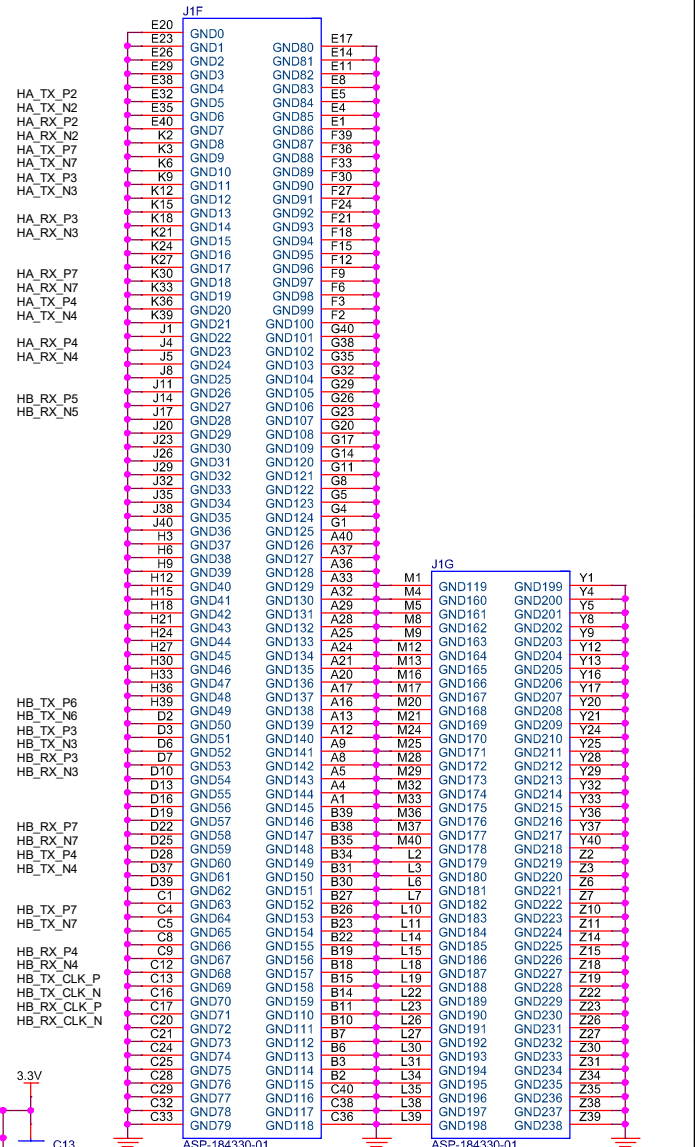 HA_TX_P2
HA_TX_N2
HA_RX_P2
HA_RX_N2
HA_TX_P7
HA_TX_N7
HA_TX_P3
HA_TX_N3
HA_RX_P3
HA_RX_N3
HA_RX_P7
HA_RX_N7
HA_TX_P4
HA_TX_N4
HA_RX_P4
HA_RX_N4
HB_RX_P5
HB_RX_N5
HB_TX_P6
HB_TX_N6
HB_TX_P3
HB_TX_N3
HB_RX_P3
HB_RX_N3
HB_RX_P7
HB_RX_N7
HB_TX_P4
HB_TX_N4
HB_TX_P7
HB_TX_N7
HB_RX_P4
HB_RX_N4
HB_TX_CLK_P
HB_TX_CLK_N
HB_RX_CLK_P
HB_RX_CLK_N
3.3V
C13
J1F
E20 GND0
E23 GND1 GND80 E17
E26 GND2 GND81 E14
E29 GND3 GND82 E11
E38 GND4 GND83 E8
E32 GND5 GND84 E5
E35 GND6 GND85 E4
E40 GND7 GND86 E1
K2 GND8 GND87 F39
K3 GND9 GND88 F36
K6 GND10 GND89 F33
K9 GND11 GND90 F30
K12 GND12 GND91 F27
K15 GND13 GND92 F24
K18 GND14 GND93 F21
K21 GND15 GND94 F18
K24 GND16 GND95 F15
K27 GND17 GND96 F12
K30 GND18 GND97 F9
K33 GND19 GND98 F6
K36 GND20 GND99 F3
K39 GND21 GND100 F2
J1 GND22 GND101 G40
J4 GND23 GND102 G38
J5 GND24 GND103 G35
J8 GND25 GND104 G32
J11 GND26 GND105 G29
J14 GND27 GND106 G26
J17 GND28 GND107 G23
J20 GND29 GND108 G20
J23 GND30 GND109 G17
J26 GND31 GND120 G14
J29 GND32 GND121 G11
J32 GND33 GND122 G8
J35 GND34 GND123 G5
J38 GND35 GND124 G4
J40 GND36 GND125 G1
H3 GND37 GND126 A40
H6 GND38 GND127 A37
H9 GND39 GND128 A36
H12 GND40 GND129 A33
H15 GND41 GND130 A32
H18 GND42 GND131 A29
H21 GND43 GND132 A28
H24 GND44 GND133 A25
H27 GND45 GND134 A24
H30 GND46 GND135 A21
H33 GND47 GND136 A20
H36 GND48 GND137 A17
H39 GND49 GND138 A16
D2 GND50 GND139 A13
D3 GND51 GND140 A12
D6 GND52 GND141 A9
D7 GND53 GND142 A8
D10 GND54 GND143 A5
D13 GND55 GND144 A4
D16 GND56 GND145 A1
D19 GND57 GND146 B39
D22 GND58 GND147 B38
D25 GND59 GND148 B35
D28 GND60 GND149 B34
D37 GND61 GND150 B31
D39 GND62 GND151 B30
C1 GND63 GND152 B27
C4 GND64 GND153 B26
C5 GND65 GND154 B23
C8 GND66 GND155 B22
C9 GND67 GND156 B19
C12 GND68 GND157 B18
C13 GND69 GND158 B15
C16 GND70 GND159 B14
C17 GND71 GND110 B11
C20 GND72 GND111 B10
C21 GND73 GND112 B7
C24 GND74 GND113 B6
C25 GND75 GND114 B3
C28 GND76 GND115 B2
C29 GND77 GND116 C40
C32 GND78 GND117 C38
C33 GND79 GND118 C36
ASP-184330-01
J1G
M1 GND119 GND199 Y1
M4 GND160 GND200 Y4
M5 GND161 GND201 Y5
M8 GND162 GND202 Y8
M9 GND163 GND203 Y9
M12 GND164 GND204 Y12
M13 GND165 GND205 Y13
M16 GND166 GND206 Y16
M17 GND167 GND207 Y17
M20 GND168 GND208 Y20
M21 GND169 GND209 Y21
M24 GND170 GND210 Y24
M25 GND171 GND211 Y25
M28 GND172 GND212 Y28
M29 GND173 GND213 Y29
M32 GND174 GND214 Y32
M33 GND175 GND215 Y33
M36 GND176 GND216 Y36
M37 GND177 GND217 Y37
M40 GND178 GND218 Y40
L2 GND179 GND219 Z2
L3 GND180 GND220 Z3
L6 GND181 GND221 Z6
L7 GND182 GND222 Z7
L10 GND183 GND223 Z10
L11 GND184 GND224 Z11
L14 GND185 GND225 Z14
L15 GND186 GND226 Z15
L18 GND187 GND227 Z18
L19 GND188 GND228 Z19
L22 GND189 GND229 Z22
L23 GND190 GND230 Z23
L26 GND191 GND231 Z26
L27 GND192 GND232 Z27
L30 GND193 GND233 Z30
L31 GND194 GND234 Z31
L34 GND195 GND235 Z34
L35 GND196 GND236 Z35
L38 GND197 GND237 Z38
L39 GND198 GND238 Z39
ASP-184330-01